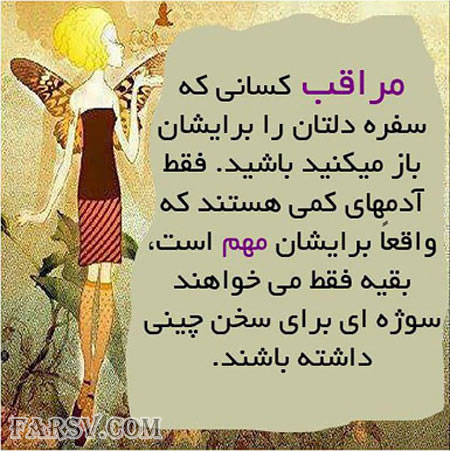 مراقب کسانی که
سفره دلتان را برایشان
باز میکنید باشید. فقط
آدمهای کمی هستند که
واقعاً برایشان مهم است،
بقیه فقط می خواهند
سوژه ای برای سخن چینی
داشته باشند.
FARSV.COM